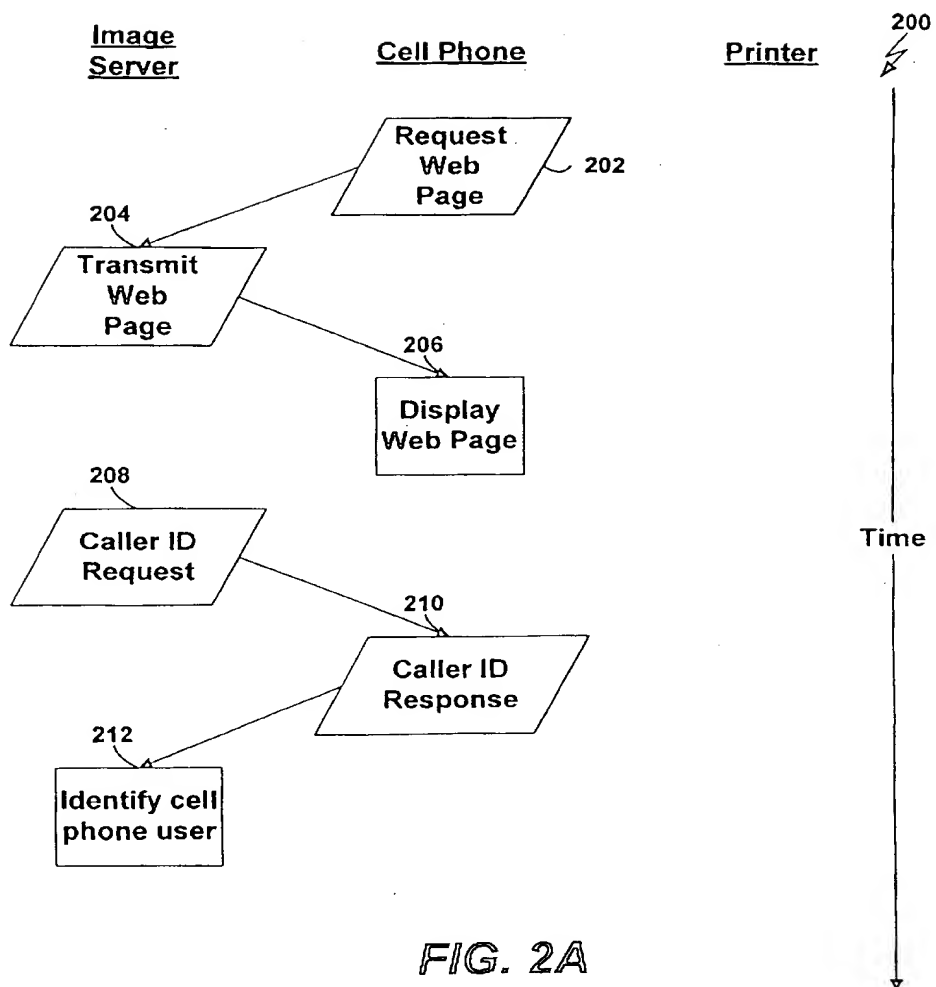 200
Image
Server
Cell Phone
Printer
Request
Web
Page
202
204
Transmit
Web
Page
206
Display
Web Page
208
Caller ID
Request
Time
210
Caller ID
Response
212
Identify cell
phone user
FIG. 2A